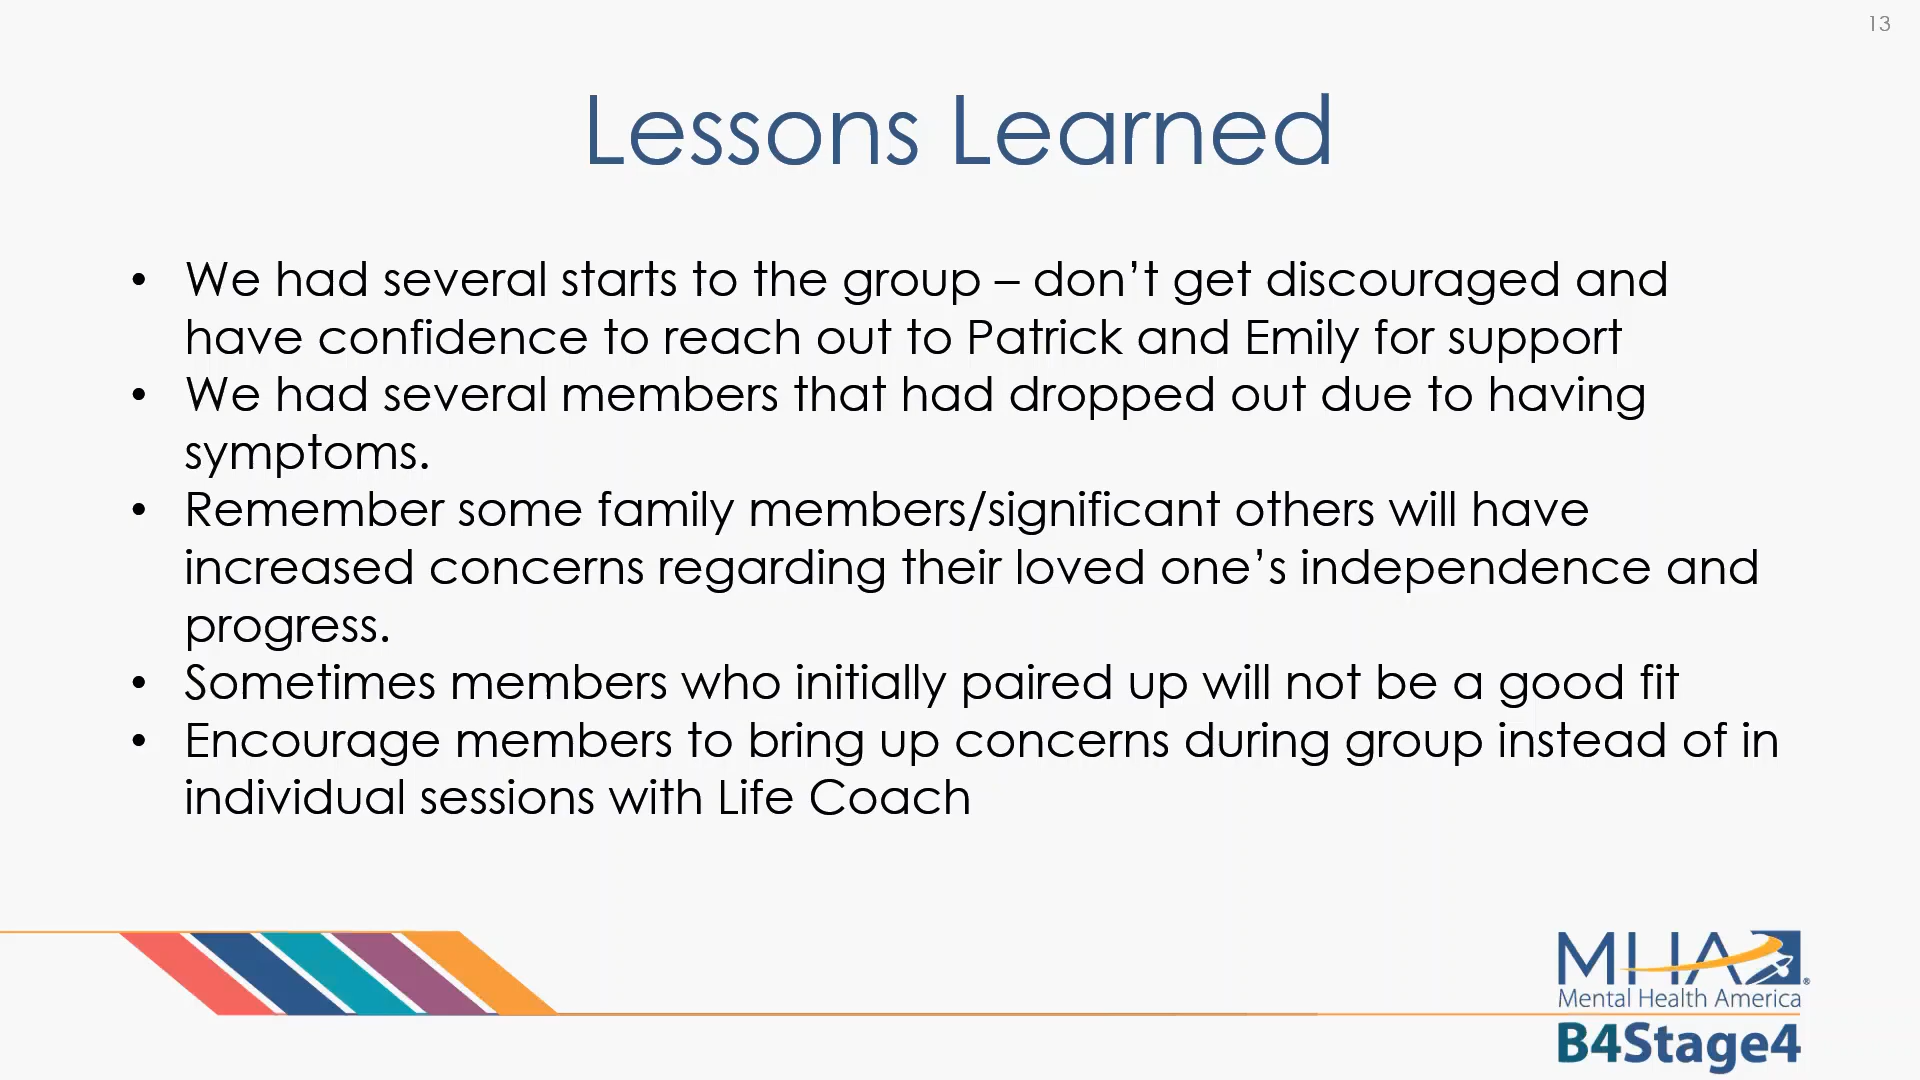 13
Lessons Learned
• We had several starts to the group – don’t get discouraged and
have confidence to reach out to Patrick and Emily for support
• We had several members that had dropped out due to having
symptoms.
• Remember some family members/significant others will have
increased concerns regarding their loved one’s independence and
progress.
• Sometimes members who initially paired up will not be a good fit
• Encourage members to bring up concerns during group instead of in
individual sessions with Life Coach
MHA®
Mental Health America
B4Stage4